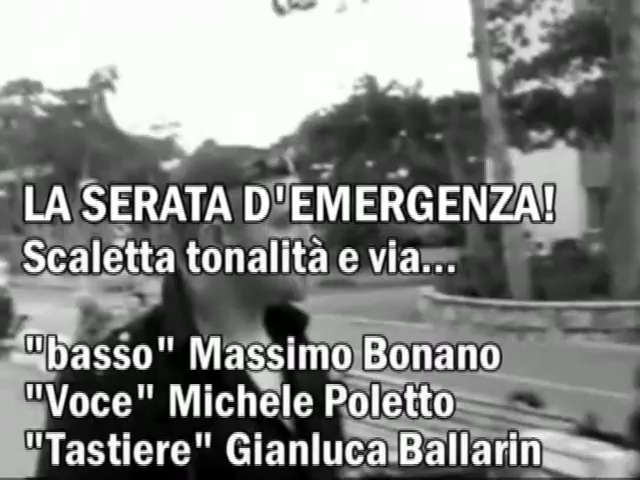 LA SERATA D'EMERGENZA!
Scaletta tonalità e via...
"basso" Massimo Bonano
"Voce" Michele Poletto
"Tastiere" Gianluca Ballarin